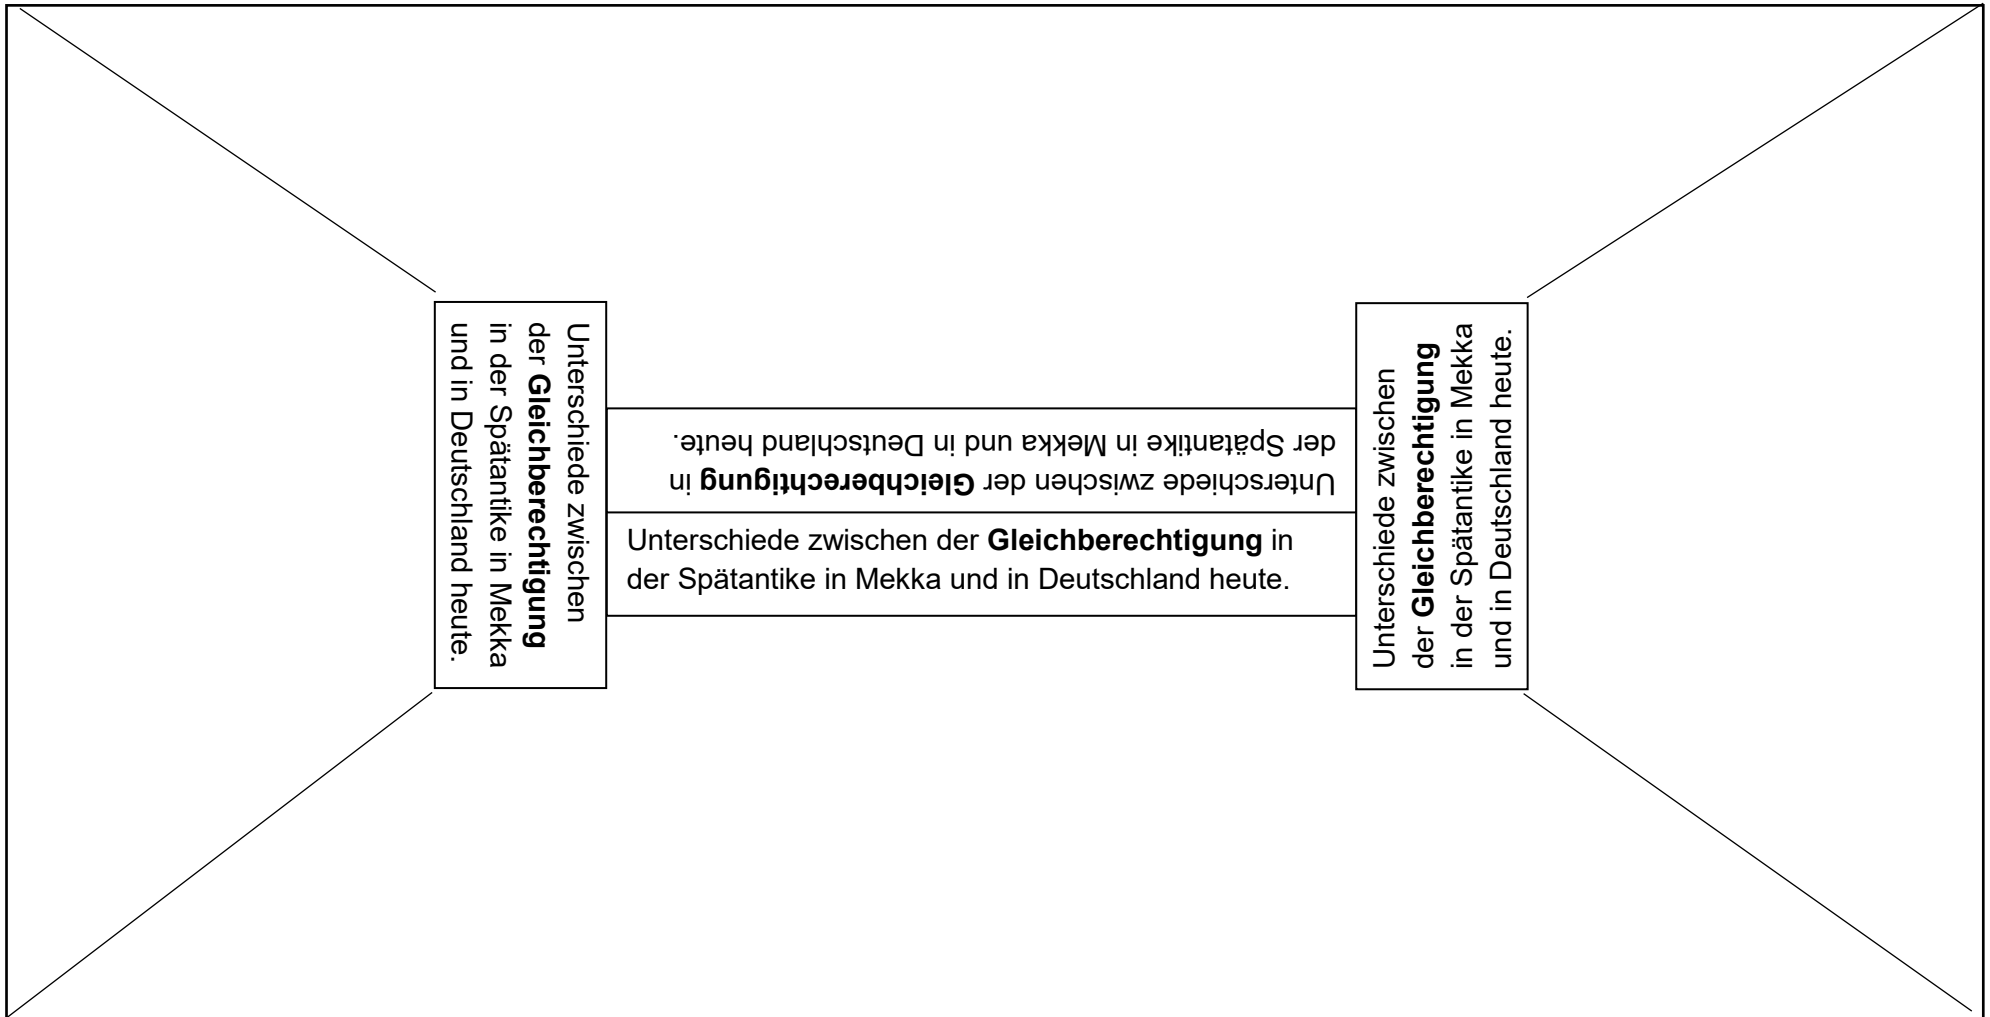 Unterschiede zwischen
der Gleichberechtigung
in der Spätantike in Mekka
und in Deutschland heute.
Unterschiede zwischen der Gleichberechtigung in
der Spätantike in Mekka und in Deutschland heute.
Unterschiede zwischen der Gleichberechtigung in
der Spätantike in Mekka und in Deutschland heute.
Unterschiede zwischen
der Gleichberechtigung
in der Spätantike in Mekka
und in Deutschland heute.